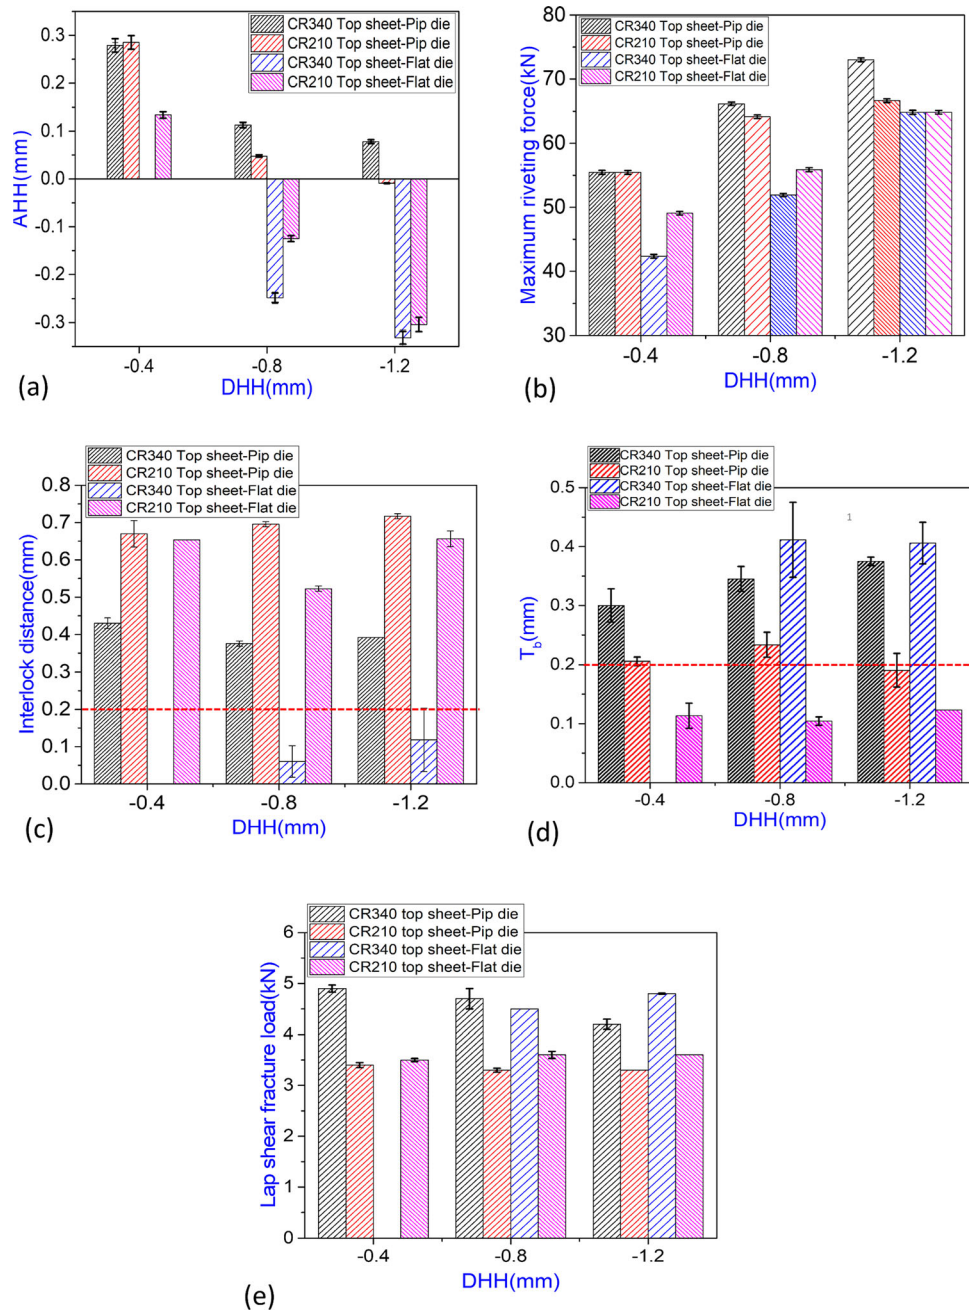 CR340 Top sheet-Pip die
CR210 Top sheet-Pip die
CR340 Top sheet-Flat die
CR210 Top sheet-Flat die
0.3
0.2
0.1
0.0
-0.1
-0.2
-0.3
AHH(mm)
-0.4
-0.8
-1.2
DHH(mm)
(a)
CR340 Top sheet-Pip die
CR210 Top sheet-Pip die
CR340 Top sheet-Flat die
CR210 Top sheet-Flat die
80
70
60
50
40
30
Maximum riveting force(kN)
-0.4
-0.8
-1.2
DHH(mm)
(b)
CR340 Top sheet-Pip die
CR210 Top sheet-Pip die
CR340 Top sheet-Flat die
CR210 Top sheet-Flat die
0.8
0.7
0.6
0.5
0.4
0.3
0.2
0.1
0.0
Interlock distance(mm)
-0.4
-0.8
-1.2
DHH(mm)
(c)
CR340 Top sheet-Pip die
CR210 Top sheet-Pip die
CR340 Top sheet-Flat die
CR210 Top sheet-Flat die
1
0.5
0.4
0.3
0.2
0.1
0.0
Tb(mm)
-0.4
-0.8
-1.2
DHH(mm)
(d)
CR340 top sheet-Pip die
CR210 top sheet-Pip die
CR340 top sheet-Flat die
CR210 top sheet-Flat die
6
5
4
3
2
1
0
Lap shear fracture load(kN)
-0.4
-0.8
-1.2
DHH(mm)
(e)